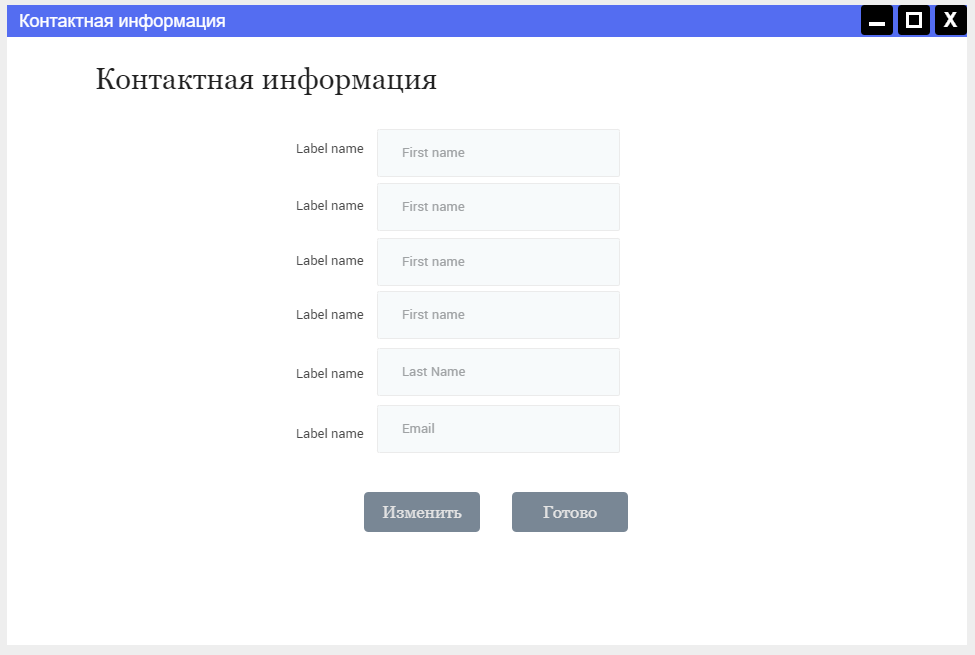 Контактная информация
X
Контактная информация
Label name
First name
Label name
First name
Label name
First name
Label name
First name
Label name
Last Name
Label name
Email
Изменить
Готово